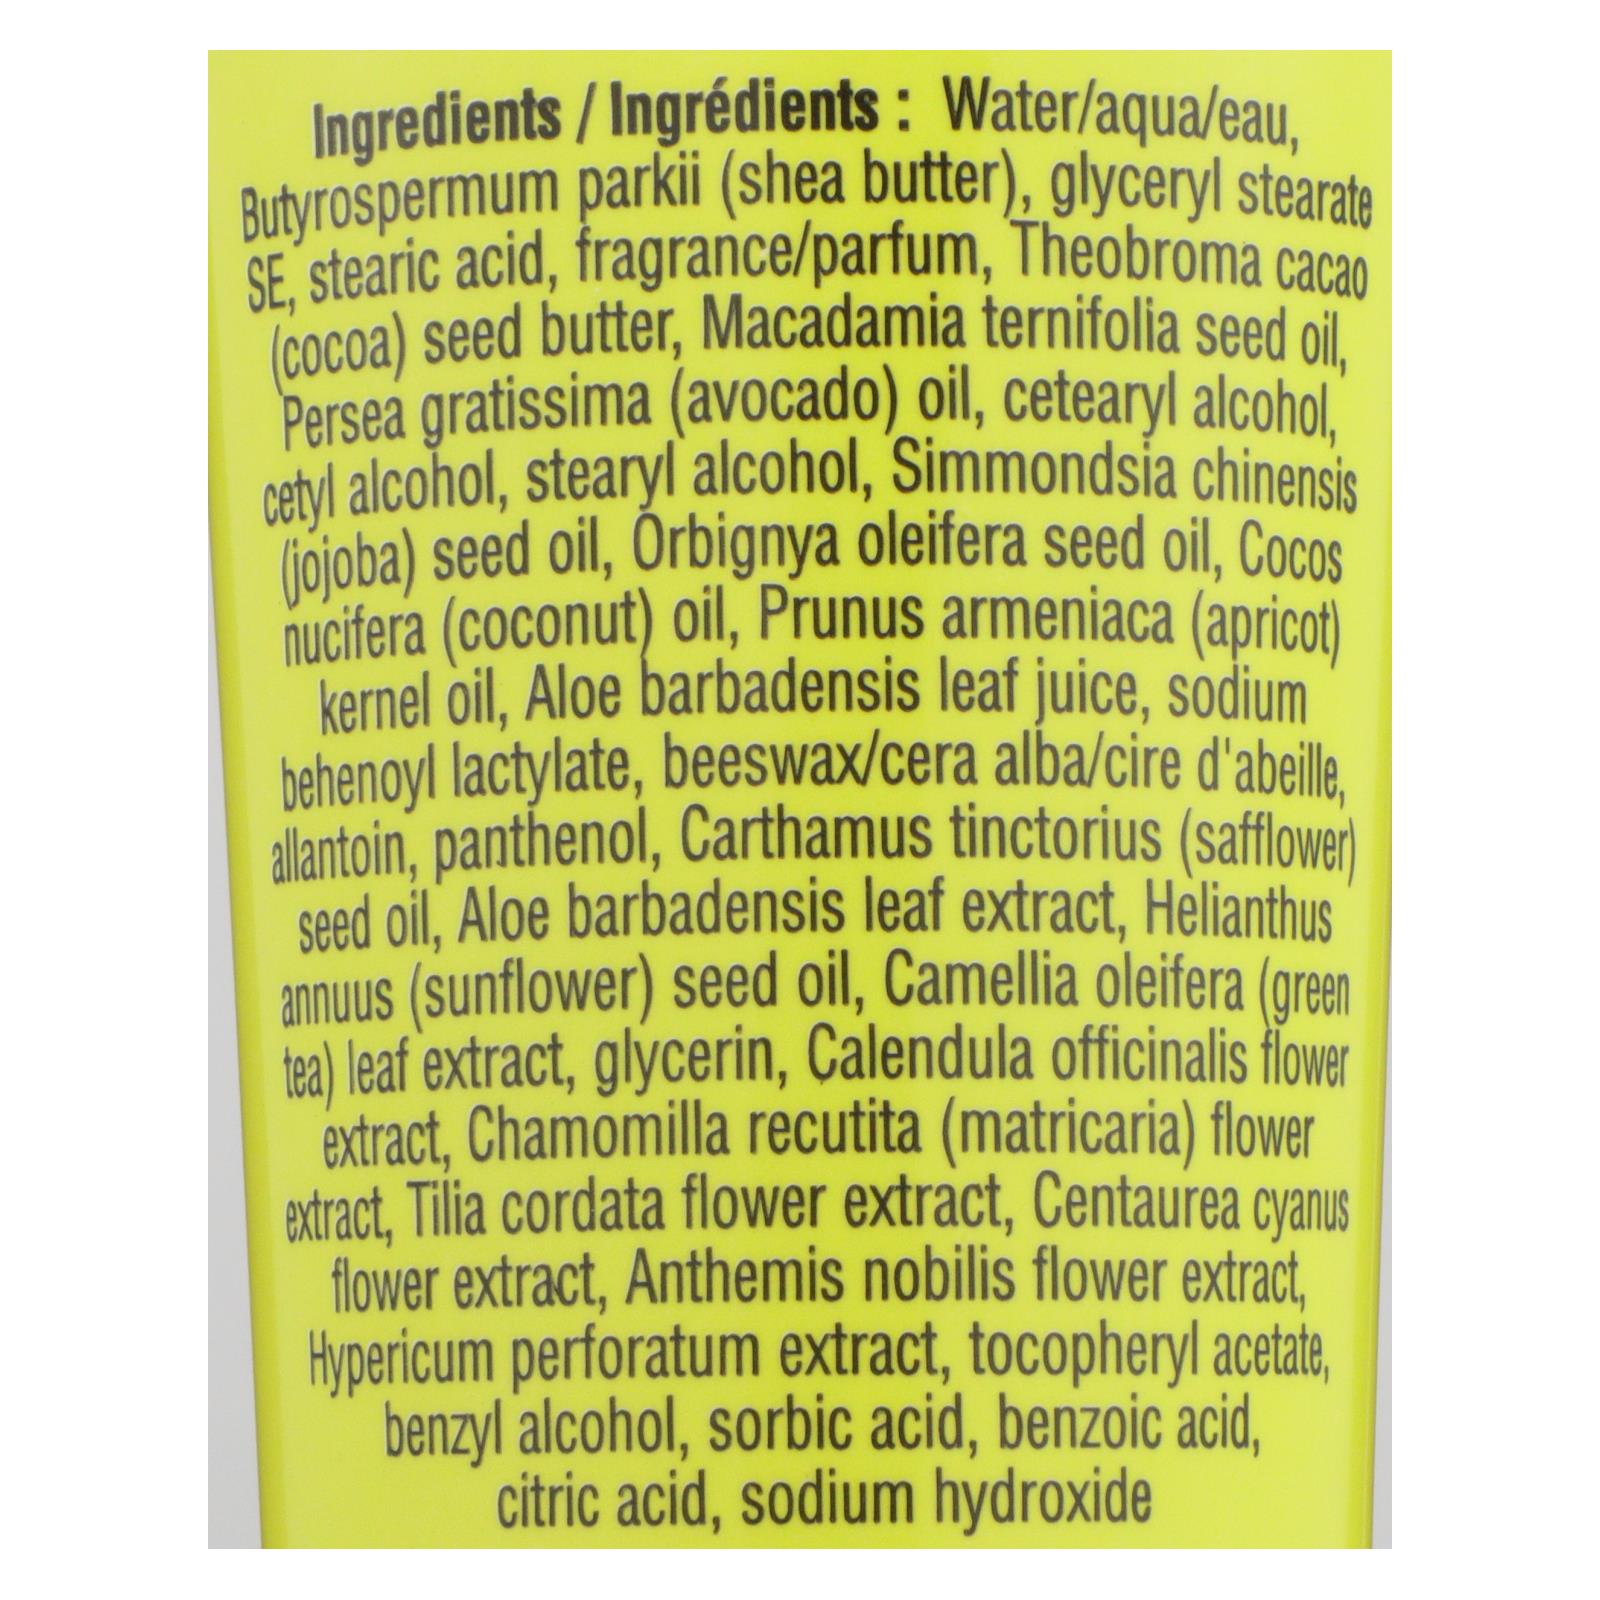 Ingredients / Ingrédients : Water/aqua/eau,
Butyrospermum parkii (shea butter), glyceryl stearate
SE, stearic acid, fragrance/parfum, Theobroma cacao
(cocoa) seed butter, Macadamia ternifolia seed oil,
Persea gratissima (avocado) oil, cetearyl alcohol,
cetyl alcohol, stearyl alcohol, Simmondsia chinensis
(jojoba) seed oil, Orbignya oleifera seed oil, Cocos
nucifera (coconut) oil, Prunus armeniaca (apricot)
kernel oil, Aloe barbadensis leaf juice, sodium
behenoyl lactylate, beeswax/cera alba/cire d'abeille,
allantoin, panthenol, Carthamus tinctorius (safflower)
seed oil, Aloe barbadensis leaf extract, Helianthus
annuus (sunflower) seed oil, Camellia oleifera (green
tea) leaf extract, glycerin, Calendula officinalis flower
extract, Chamomilla recutita (matricaria) flower
extract, Tilia cordata flower extract, Centaurea cyanus
flower extract, Anthemis nobilis flower extract,
Hypericum perforatum extract, tocopheryl acetate,
benzyl alcohol, sorbic acid, benzoic acid,
citric acid, sodium hydroxide